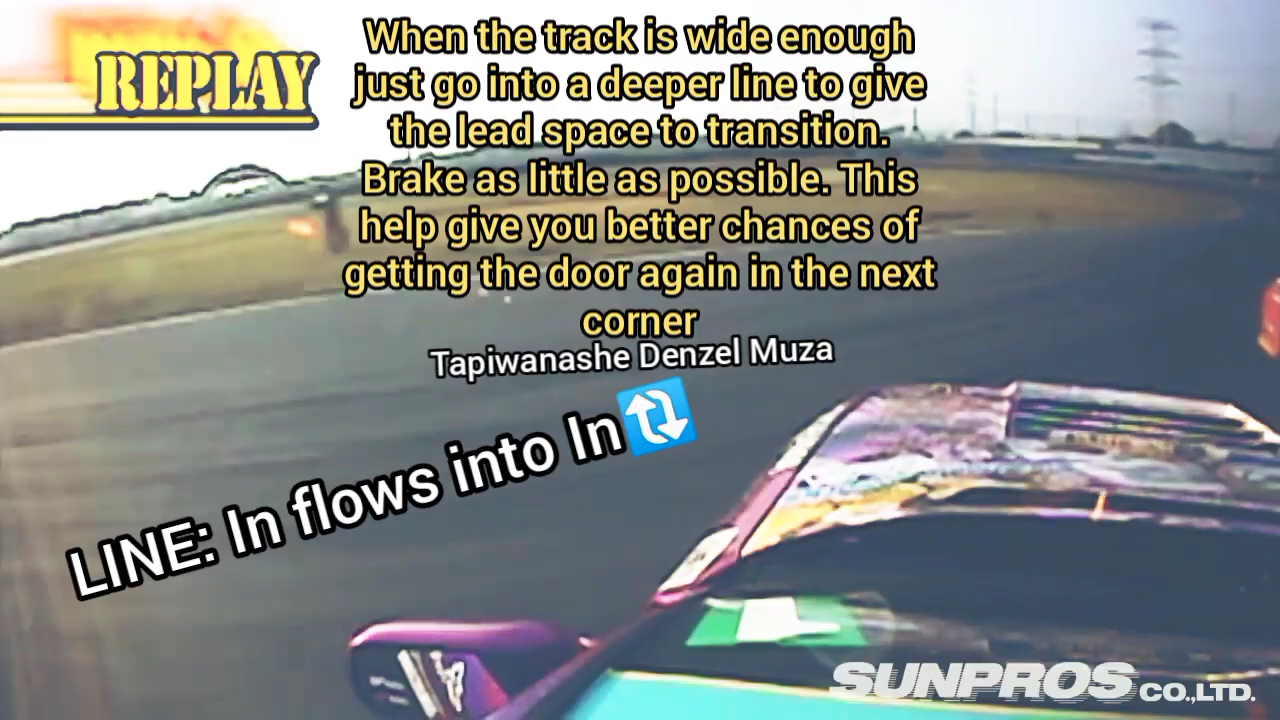 REPLAY
When the track is wide enough
just go into a deeper line to give
the lead space to transition.
Brake as little as possible. This
help give you better chances of
getting the door again in the next
corner
Tapiwanashe Denzel Muza
LINE: In flows into In🔃
SUNPROS CO.,LTD.